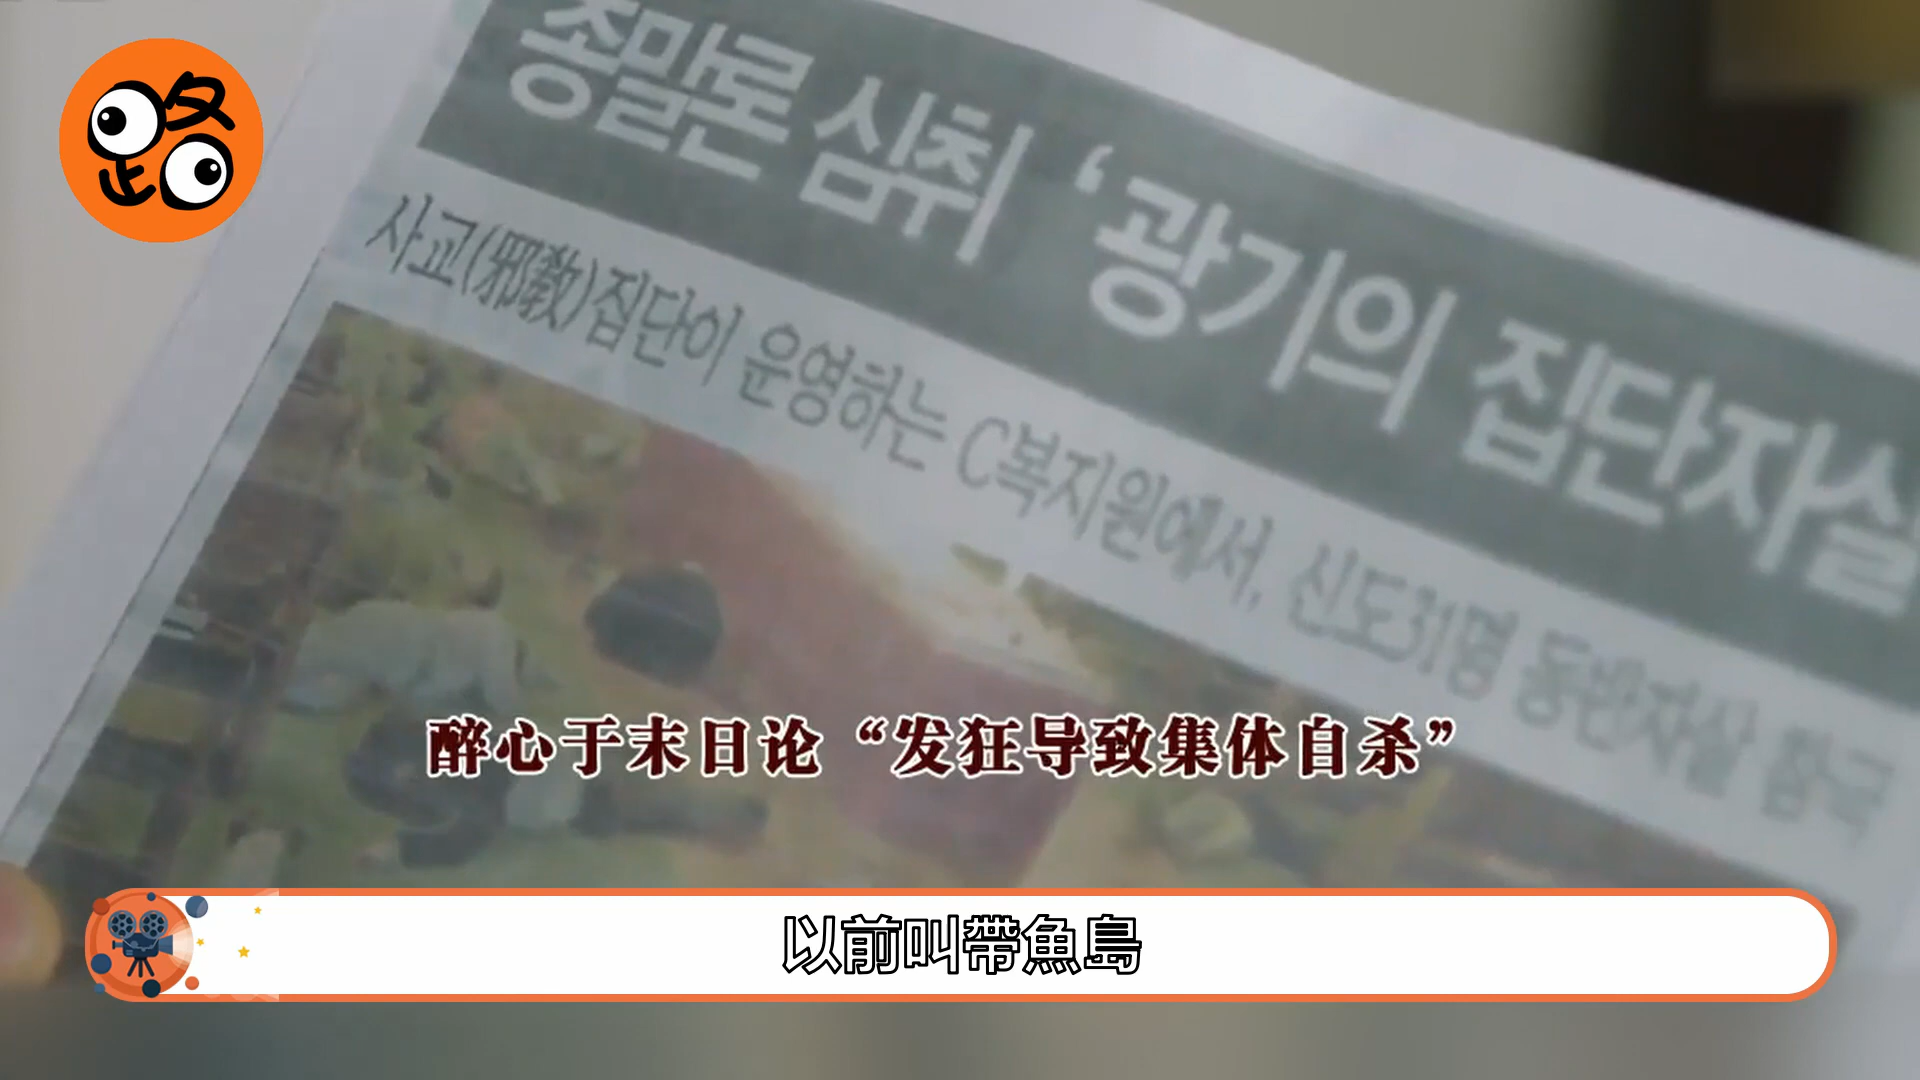 路
종말론 심취 ‘광기의 집단자살
사교(邪敎)집단이 운영하는 C복지원에서, 신도31명 동반자살 참극
醉心于末日论“发狂导致集体自杀”
以前叫帶魚島